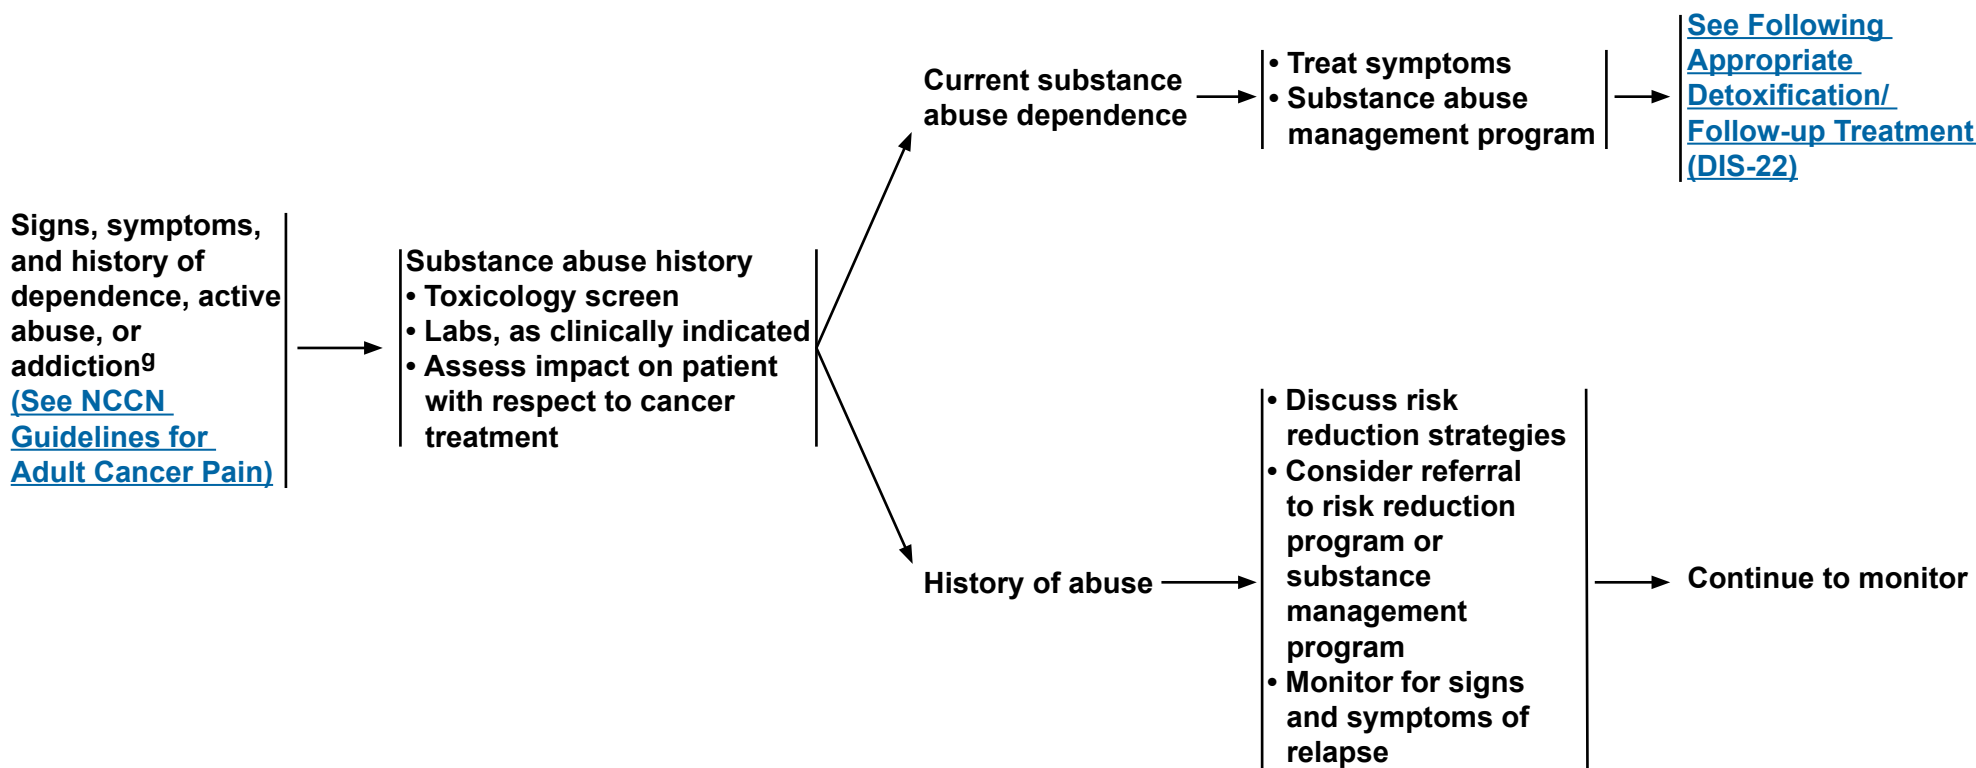 Signs, symptoms,
and history of
dependence, active
abuse, or
addictiong
(See NCCN
Guidelines for
Adult Cancer Pain)
Substance abuse history
• Toxicology screen
• Labs, as clinically indicated
• Assess impact on patient
with respect to cancer
treatment
Current substance
abuse dependence
• Treat symptoms
• Substance abuse
management program
See Following
Appropriate
Detoxification/
Follow-up Treatment
(DIS-22)
History of abuse
• Discuss risk
reduction strategies
• Consider referral
to risk reduction
program or
substance
management
program
• Monitor for signs
and symptoms of
relapse
Continue to monitor